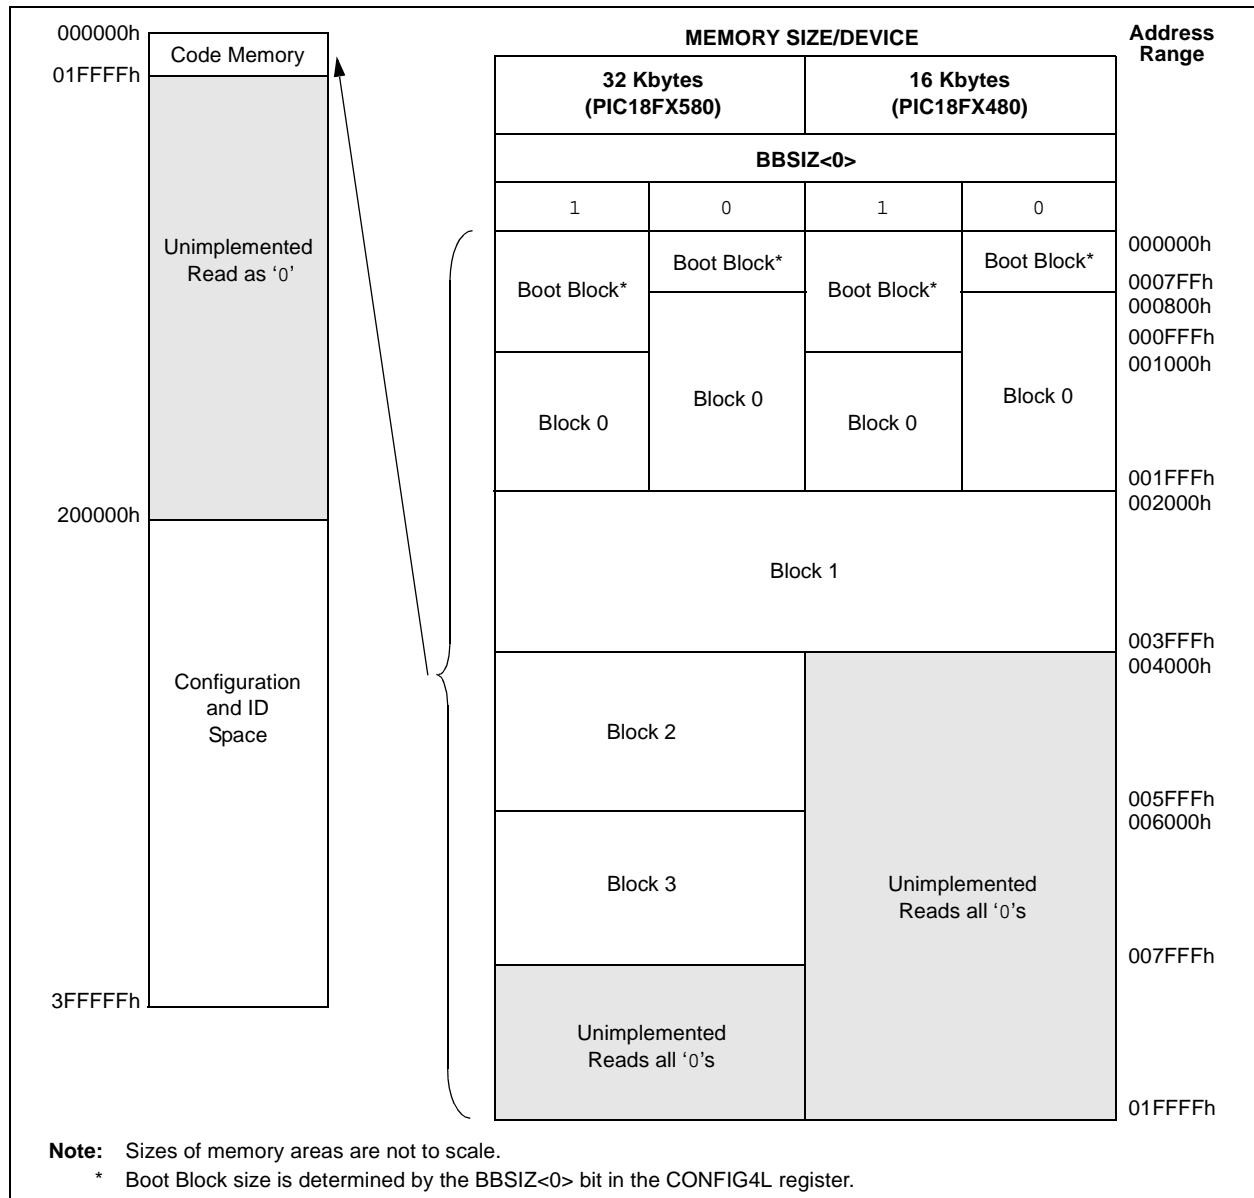 000000h
Code Memory
01FFFFh
Unimplemented
Read as ‘0’
200000h
Configuration
and ID
Space
3FFFFFh
MEMORY SIZE/DEVICE
Address
Range
32 Kbytes
(PIC18FX580)
16 Kbytes
(PIC18FX480)
BBSIZ<0>
1 0 1 0
Boot Block*
Boot Block*
Boot Block*
Boot Block*
000000h
0007FFh
000800h
000FFFh
001000h
Block 0
Block 0
Block 0
Block 0
001FFFh
002000h
Block 1
003FFFh
004000h
Block 2
005FFFh
006000h
Block 3
Unimplemented
Reads all ‘0’s
007FFFh
Unimplemented
Reads all ‘0’s
01FFFFh
Note: Sizes of memory areas are not to scale.
* Boot Block size is determined by the BBSIZ<0> bit in the CONFIG4L register.